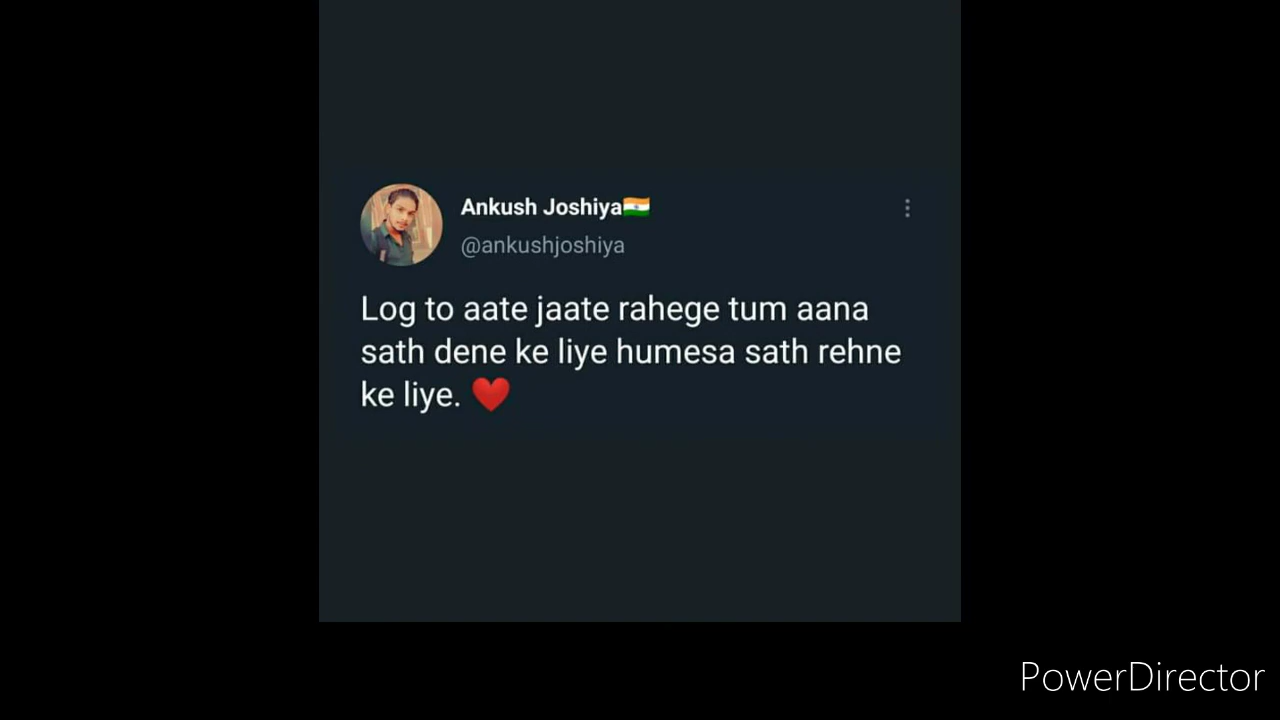 Ankush Joshiya🇮🇳
@ankushjoshiya
Log to aate jaate rahege tum aana
sath dene ke liye humesa sath rehne
ke liye. ❤️
PowerDirector